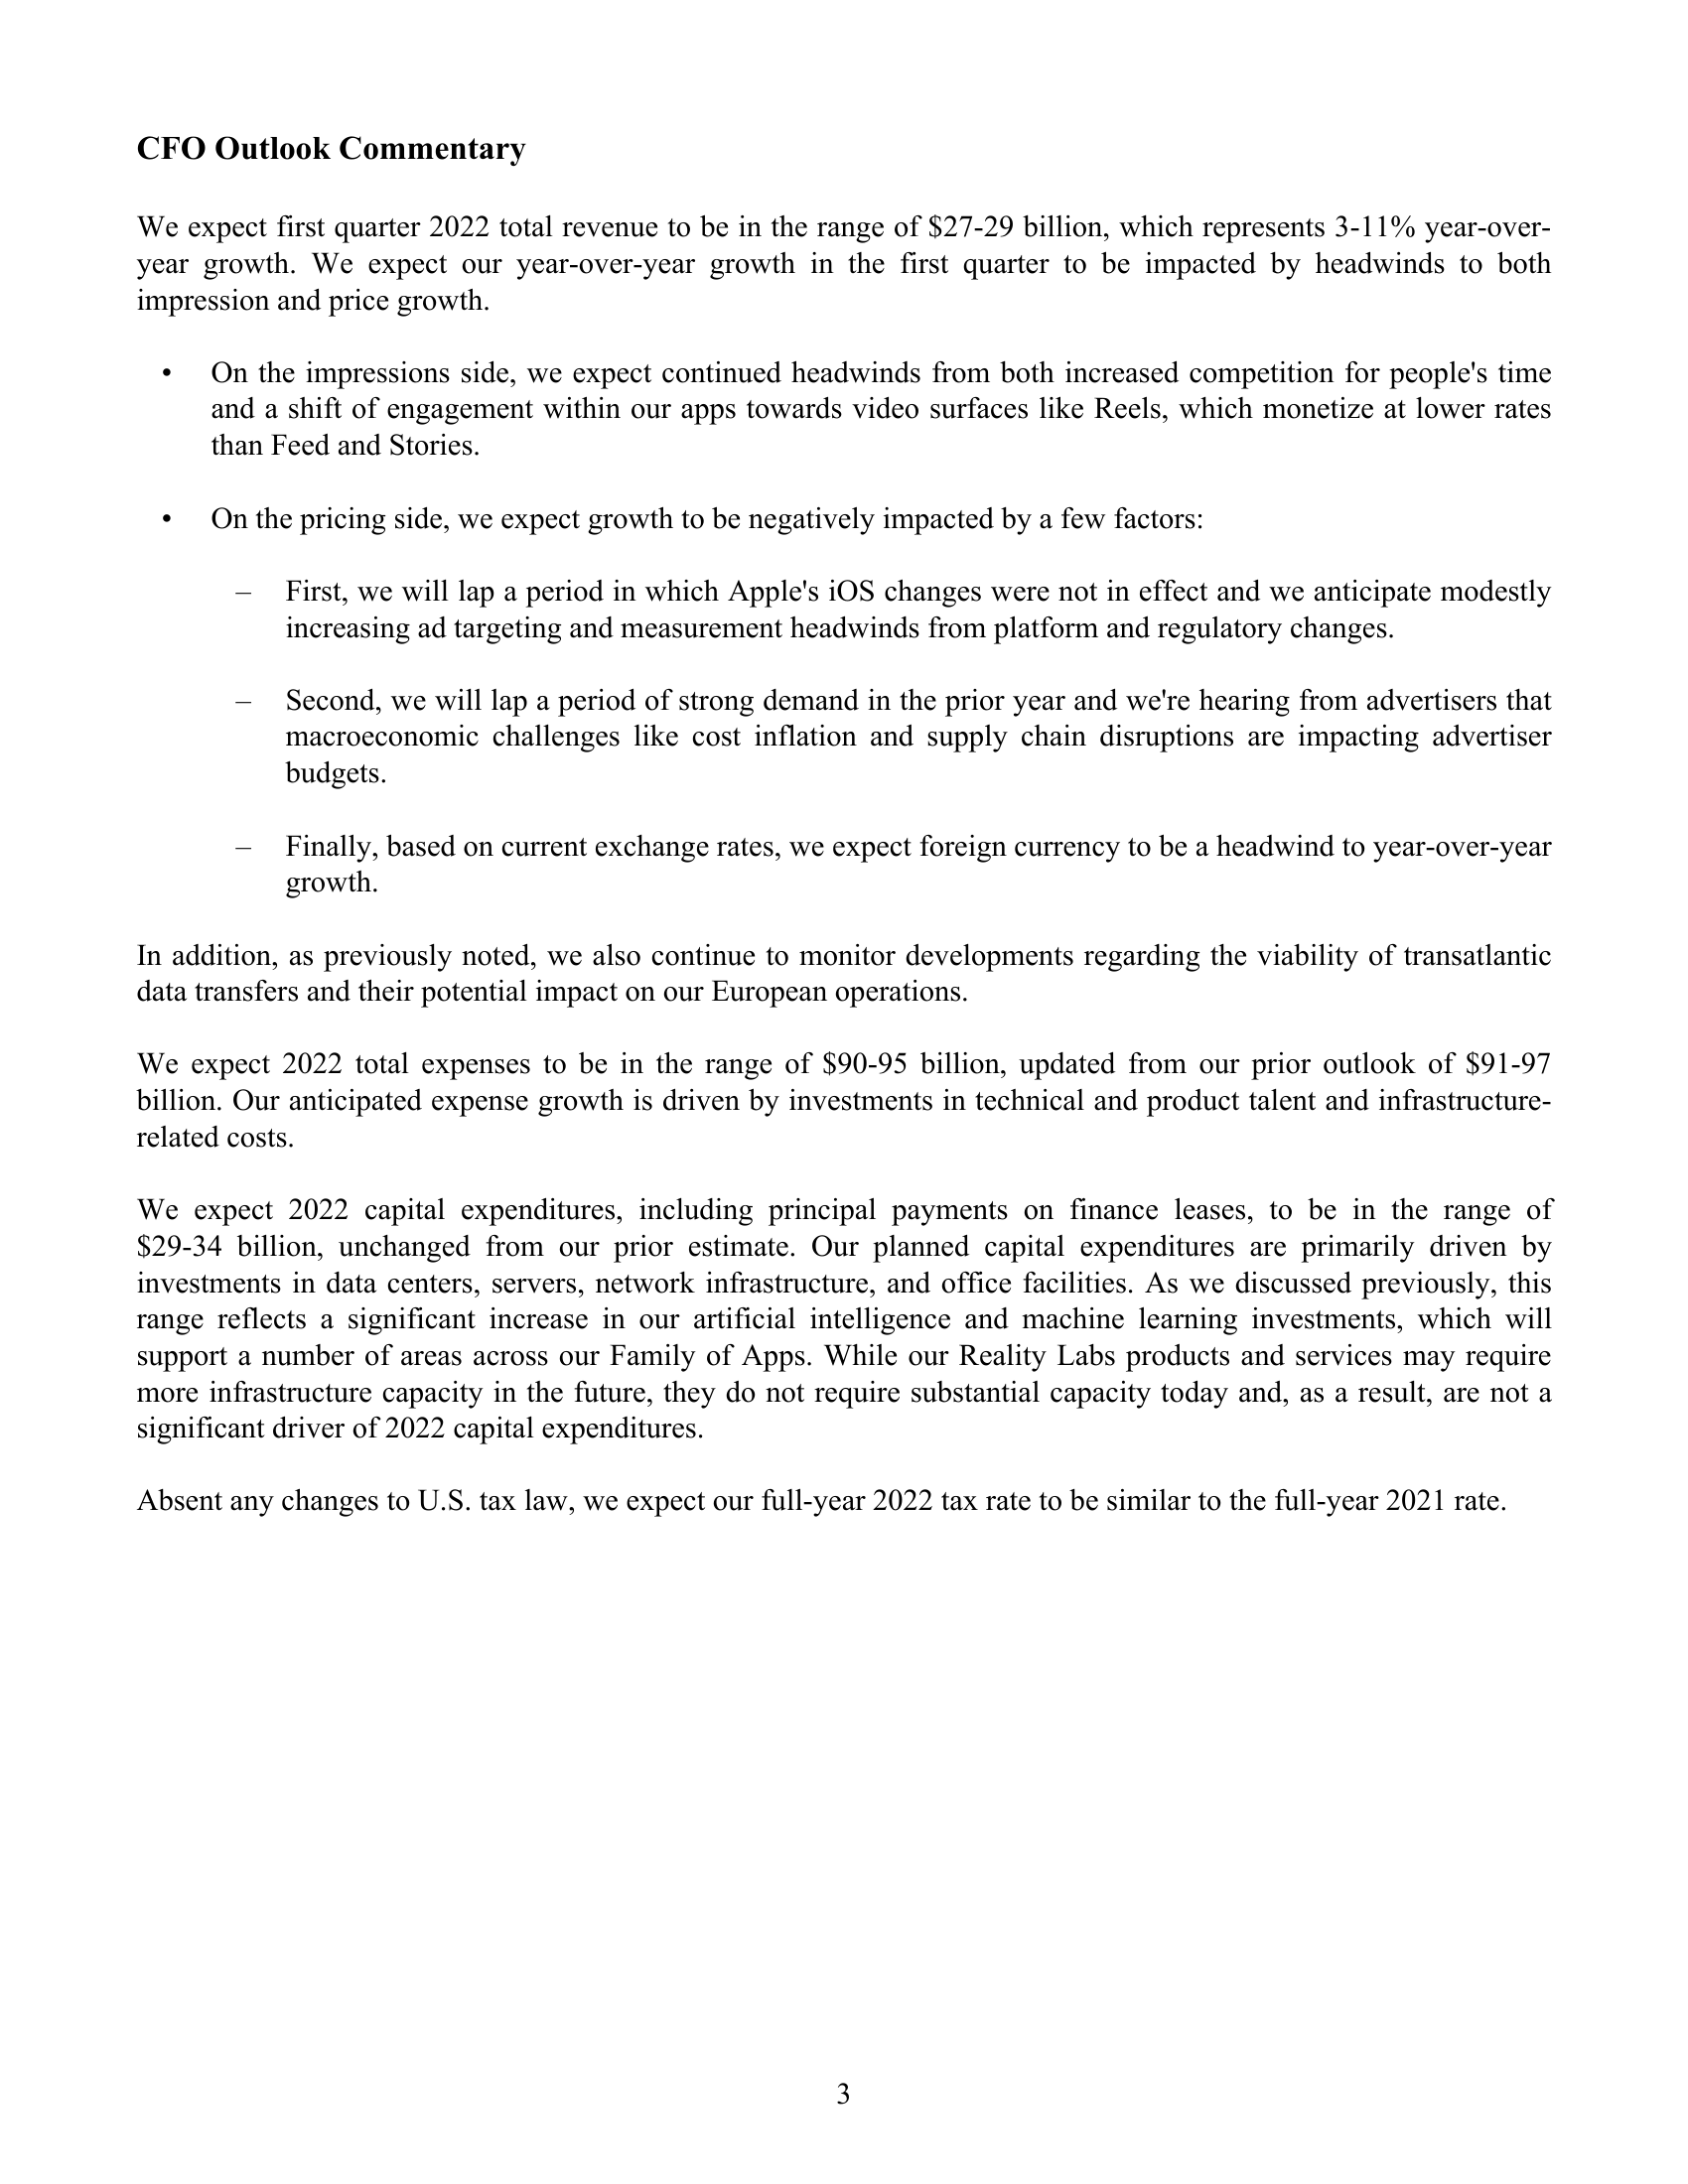 CFO Outlook Commentary
We expect first quarter 2022 total revenue to be in the range of $27-29 billion, which represents 3-11% year-over-
year growth. We expect our year-over-year growth in the first quarter to be impacted by headwinds to both
impression and price growth.
• On the impressions side, we expect continued headwinds from both increased competition for people's time
and a shift of engagement within our apps towards video surfaces like Reels, which monetize at lower rates
than Feed and Stories.
• On the pricing side, we expect growth to be negatively impacted by a few factors:
– First, we will lap a period in which Apple's iOS changes were not in effect and we anticipate modestly
increasing ad targeting and measurement headwinds from platform and regulatory changes.
– Second, we will lap a period of strong demand in the prior year and we're hearing from advertisers that
macroeconomic challenges like cost inflation and supply chain disruptions are impacting advertiser
budgets.
– Finally, based on current exchange rates, we expect foreign currency to be a headwind to year-over-year
growth.
In addition, as previously noted, we also continue to monitor developments regarding the viability of transatlantic
data transfers and their potential impact on our European operations.
We expect 2022 total expenses to be in the range of $90-95 billion, updated from our prior outlook of $91-97
billion. Our anticipated expense growth is driven by investments in technical and product talent and infrastructure-
related costs.
We expect 2022 capital expenditures, including principal payments on finance leases, to be in the range of
$29-34 billion, unchanged from our prior estimate. Our planned capital expenditures are primarily driven by
investments in data centers, servers, network infrastructure, and office facilities. As we discussed previously, this
range reflects a significant increase in our artificial intelligence and machine learning investments, which will
support a number of areas across our Family of Apps. While our Reality Labs products and services may require
more infrastructure capacity in the future, they do not require substantial capacity today and, as a result, are not a
significant driver of 2022 capital expenditures.
Absent any changes to U.S. tax law, we expect our full-year 2022 tax rate to be similar to the full-year 2021 rate.
3